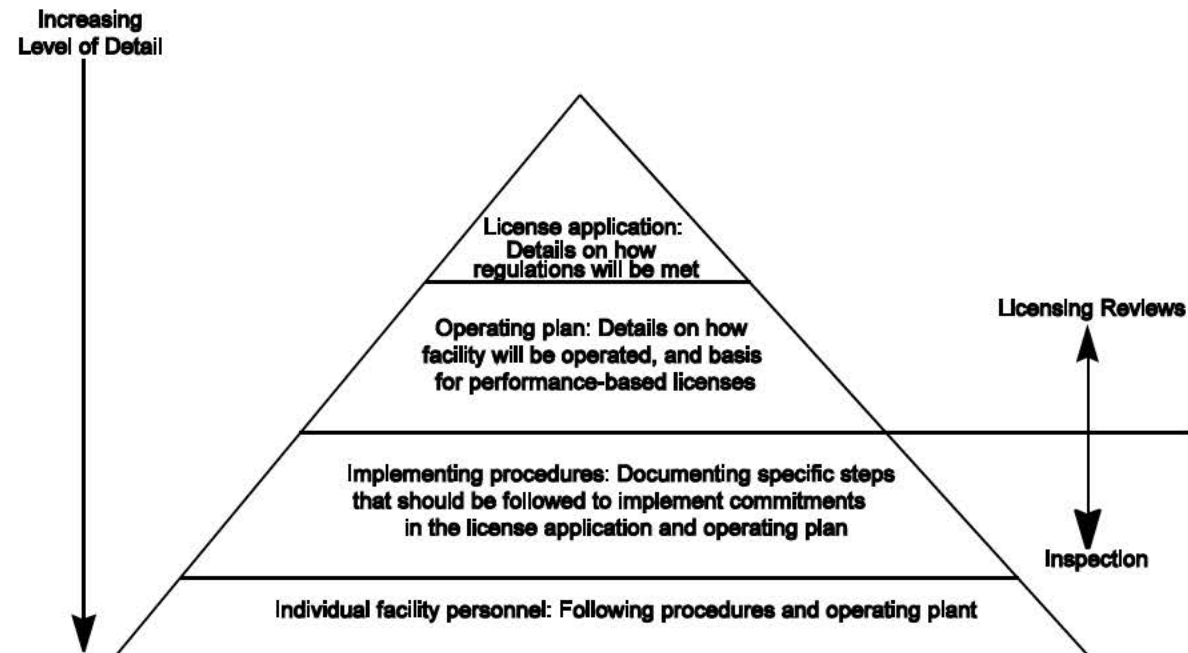 Increasing
Level of Detail
License application:
Details on how
regulations will be met
Operating plan: Details on how
facility will be operated, and basis
for performance-based licenses
Licensing Reviews
Implementing procedures: Documenting specific steps
that should be followed to implement commitments
in the license application and operating plan
Inspection
Individual facility personnel: Following procedures and operating plant